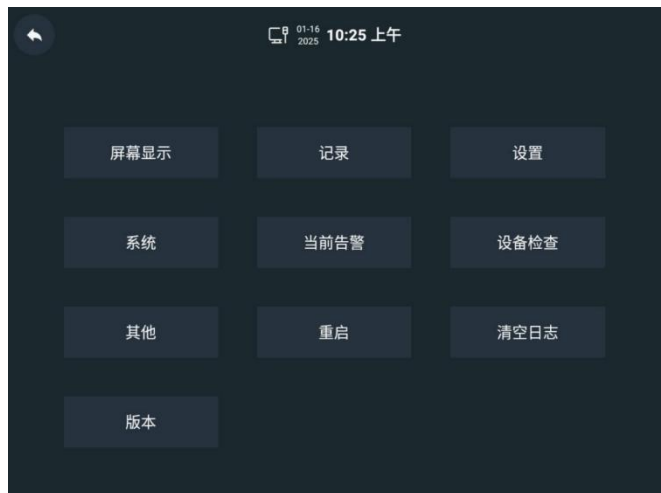 01-16
2025 10:25 上午
屏幕显示 记录 设置
系统 当前告警 设备检查
其他 重启 清空日志
版本